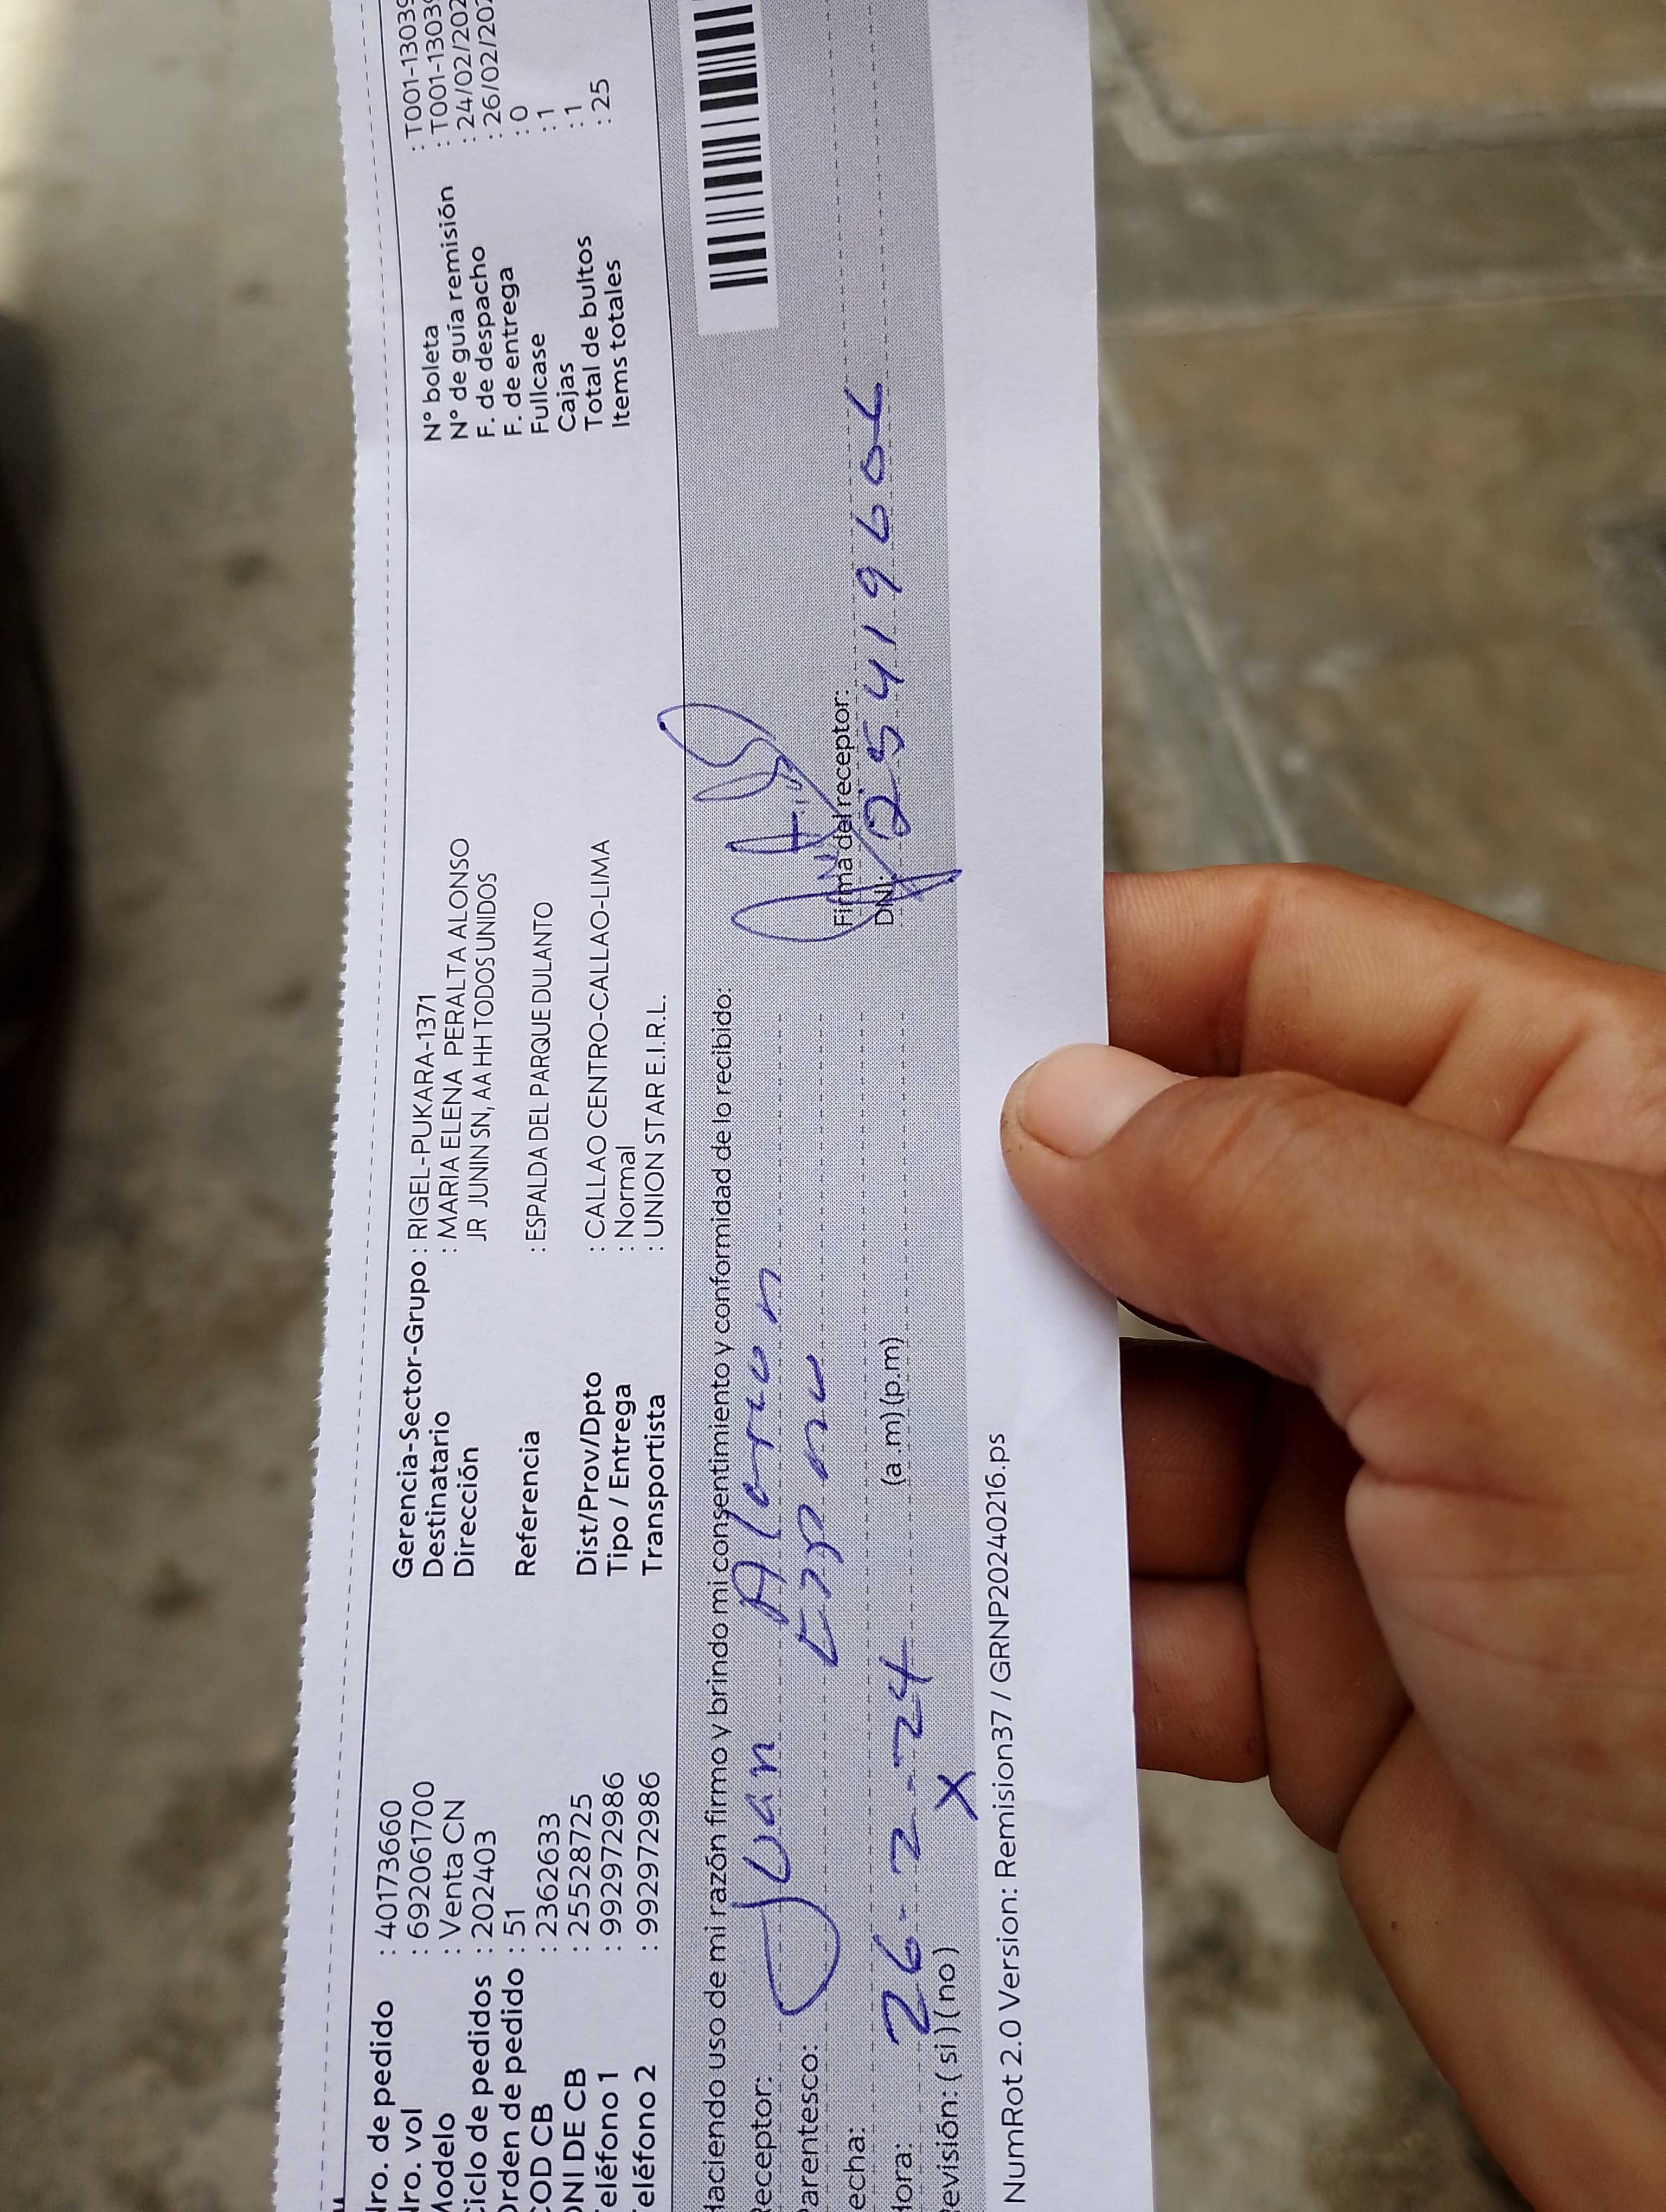 Nro. de pedido : 40173660
Nro. vol : 692061700
Modelo : Venta CN
Ciclo de pedidos : 202403
Orden de pedido : 51
COD CB : 2362633
DNI DE CB : 25528725
Teléfono 1 : 992972986
Teléfono 2 : 992972986
Gerencia-Sector-Grupo : RIGEL-PUKARA-1371
Destinatario : MARIA ELENA PERALTA ALONSO
Dirección JR JUNIN SN, AA HH TODOS UNIDOS
Referencia : ESPALDA DEL PARQUE DULANTO
Dist/Prov/Dpto : CALLAO CENTRO-CALLAO-LIMA
Tipo / Entrega : Normal
Transportista : UNION STAR E.I.R.L.
N° boleta : T001-1303
N° de guía remisión : T001-1303
F. de despacho : 24/02/202
F. de entrega : 26/02/202
Fullcase : 0
Cajas : 1
Total de bultos : 1
Items totales : 25
Haciendo uso de mi razón firmo y brindo mi consentimiento y conformidad de lo recibido:
Receptor: Juan Alarcon
Parentesco:
Fecha: 26-2-24
Hora: (a m)(p.m)
Revisión: ( si ) ( no ) X
Firma del receptor:
DNI:
NumRot 2.0 Version: Remision37 / GRNP20240216.ps